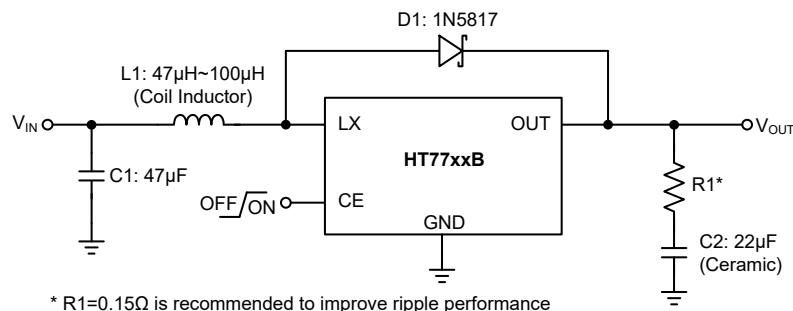 D1: 1N5817
L1: 47µH~100µH
(Coil Inductor)
VIN
LX
OUT
VOUT
HT77xxB
C1: 47µF
R1*
OFF/ON
CE
GND
C2: 22µF
(Ceramic)
* R1=0.15Ω is recommended to improve ripple performance